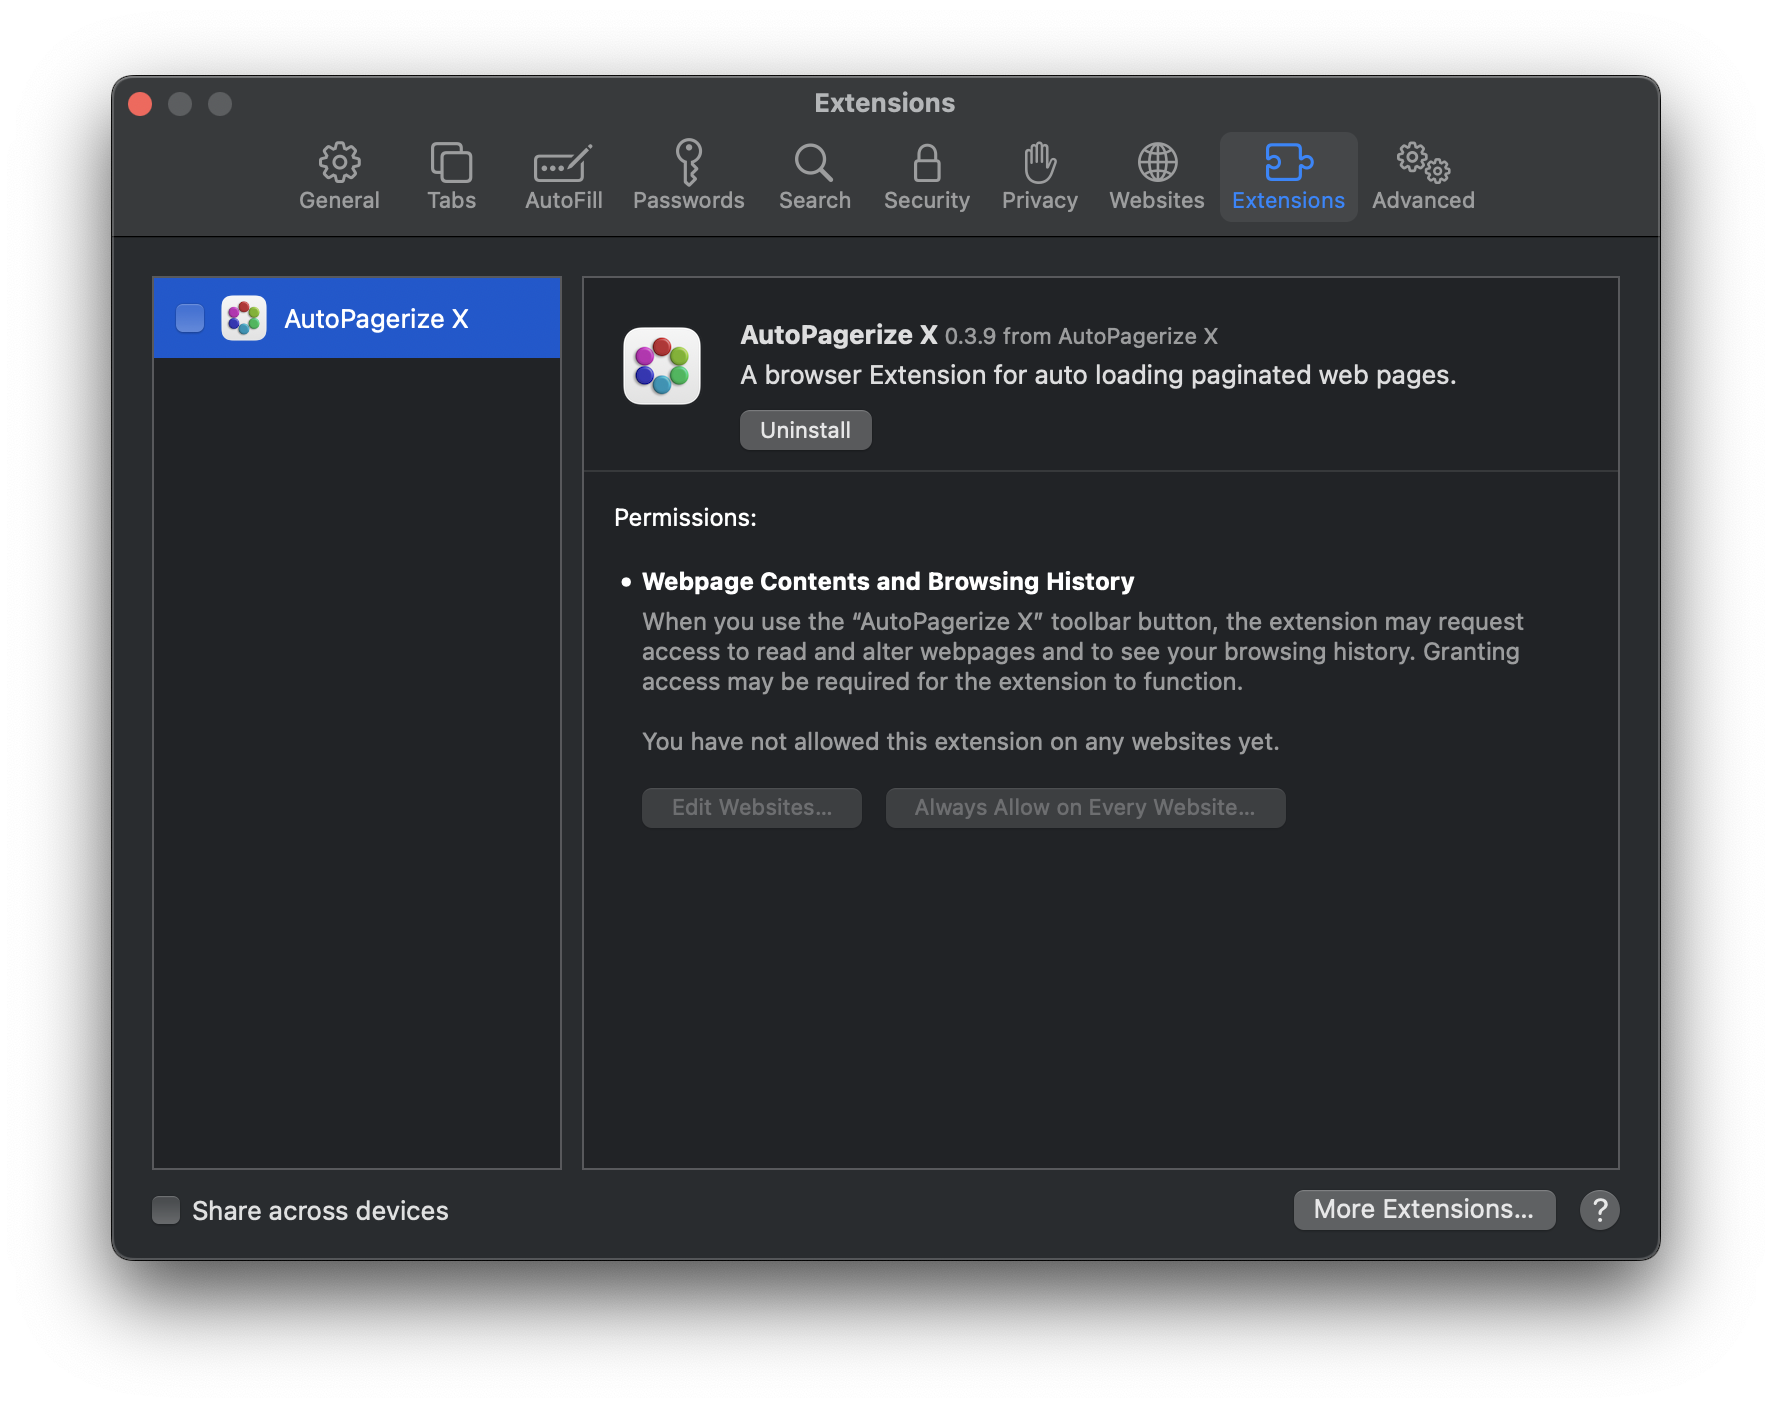 Extensions
General
Tabs
AutoFill
Passwords
Search
Security
Privacy
Websites
Extensions
Advanced
AutoPagerize X
AutoPagerize X 0.3.9 from AutoPagerize X
A browser Extension for auto loading paginated web pages.
Uninstall
Permissions:
• Webpage Contents and Browsing History
When you use the “AutoPagerize X” toolbar button, the extension may request
access to read and alter webpages and to see your browsing history. Granting
access may be required for the extension to function.
You have not allowed this extension on any websites yet.
Edit Websites...
Always Allow on Every Website...
Share across devices
More Extensions...
?